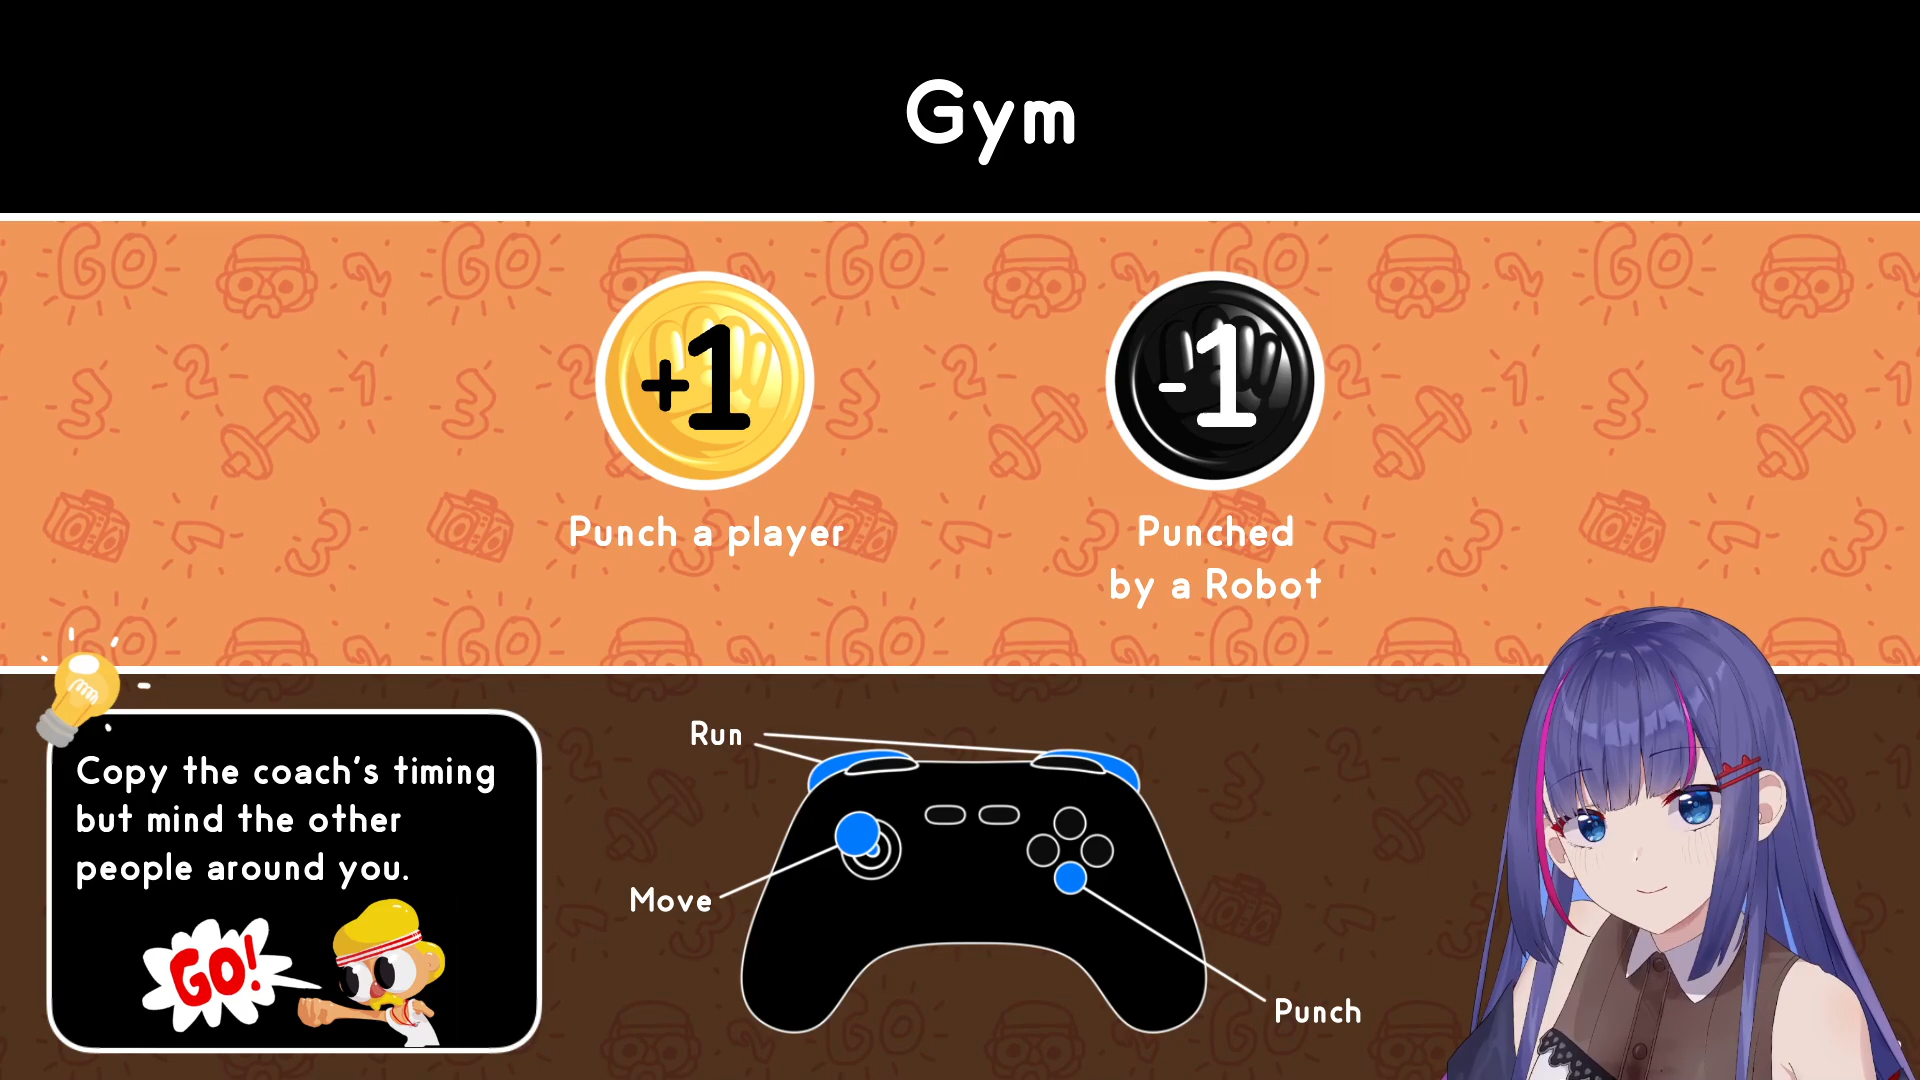 Gym
+1
-1
Punch a player
Punched
by a Robot
Copy the coach's timing
but mind the other
people around you.
GO!
Run
Move
Punch